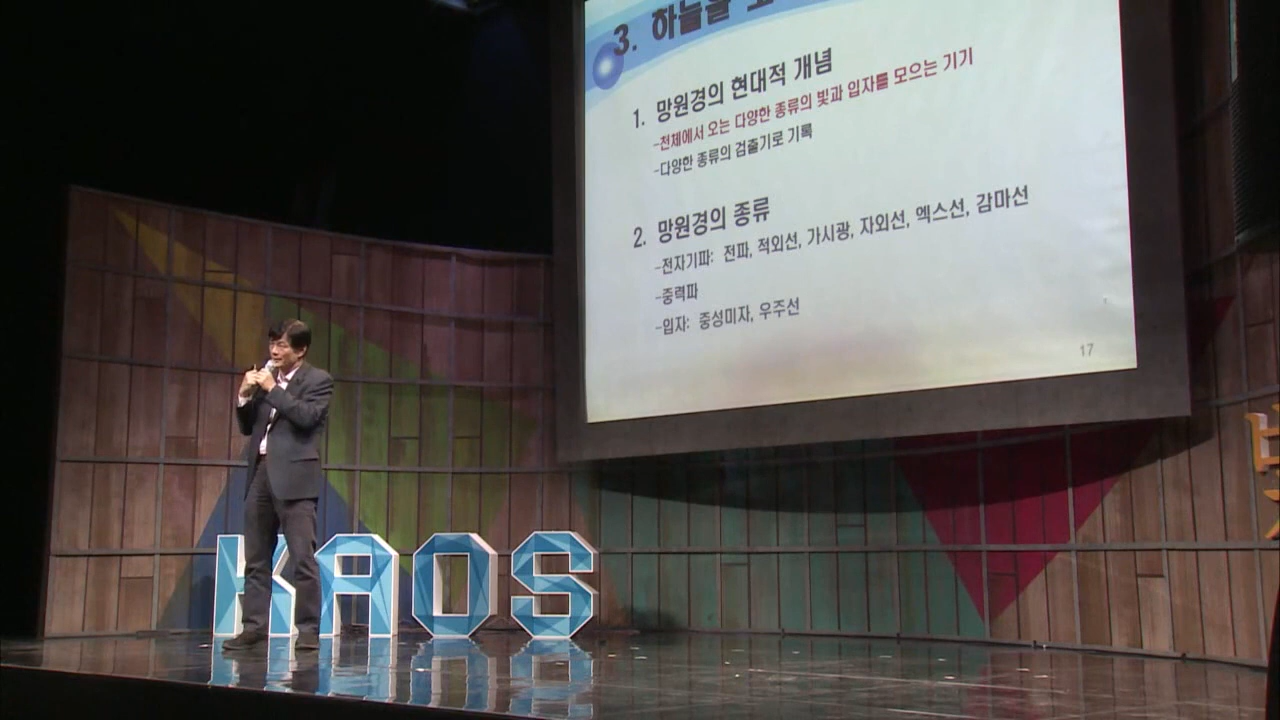 3. 하늘을
1. 망원경의 현대적 개념
-천체에서 오는 다양한 종류의 빛과 입자를 모으는 기기
-다양한 종류의 검출기로 기록
2. 망원경의 종류
-전자기파: 전파, 적외선, 가시광, 자외선, 엑스선, 감마선
-중력파
-입자: 중성미자, 우주선
17
KAOS